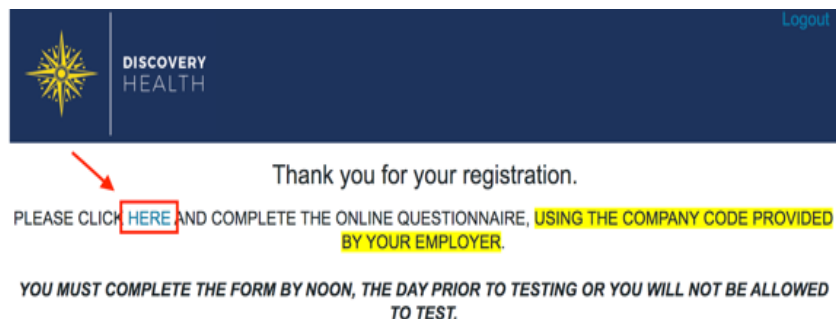 Logout
DISCOVERY
HEALTH
Thank you for your registration.
PLEASE CLICK HERE AND COMPLETE THE ONLINE QUESTIONNAIRE, USING THE COMPANY CODE PROVIDED
BY YOUR EMPLOYER.
YOU MUST COMPLETE THE FORM BY NOON, THE DAY PRIOR TO TESTING OR YOU WILL NOT BE ALLOWED
TO TEST.